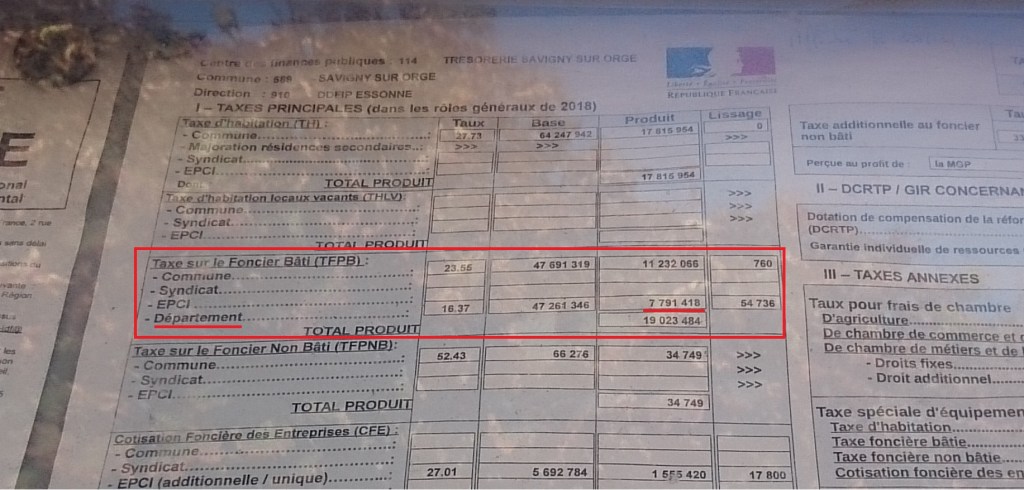 Centre des finances publiques : 114 TRESORERIE SAVIGNY SUR ORGE
Commune : 589 SAVIGNY SUR ORGE
Direction : 910 DDFIP ESSONNE
Liberté • Égalité • Fraternité
RÉPUBLIQUE FRANÇAISE
I – TAXES PRINCIPALES (dans les rôles généraux de 2018)
Taux Base Produit Lissage
Taxe d'habitation (TH) :
- Commune 27.73 64 247 942 17 815 954 0
- Majoration résidences secondaires...: >>> >>> >>>
- Syndicat
- EPCI
TOTAL PRODUIT 17 815 954
Taxe d'habitation locaux vacants (THLV): >>>
- Commune >>>
- Syndicat >>>
- EPCI
TOTAL PRODUIT
Taxe sur le Foncier Bâti (TFPB) :
- Commune 23.55 47 691 319 11 232 066 760
- Syndicat
- EPCI
- Département 16.37 47 261 346 7 791 418 54 736
TOTAL PRODUIT 19 023 484
Taxe sur le Foncier Non Bâti (TFPNB):
- Commune 52.43 66 276 34 749 >>>
- Syndicat >>>
- EPCI >>>
TOTAL PRODUIT 34 749
Cotisation Foncière des Entreprises (CFE) :
- Commune
- Syndicat
- EPCI (additionnelle / unique) 27.01 5 692 784 1 555 420 17 800
Taxe additionnelle au foncier
non bâti
Perçue au profit de : la MGP
II – DCRTP / GIR CONCERNAN
Dotation de compensation de la réfor
(DCRTP)
Garantie individuelle de ressources
III – TAXES ANNEXES
Taux pour frais de chambre
D'agriculture
De chambre de commerce et d
De chambre de métiers et de l
- Droits fixes
- Droit additionnel
Taxe spéciale d'équipemen
Taxe d'habitation
Taxe foncière bâtie
Taxe foncière non bâtie
Cotisation foncière des en